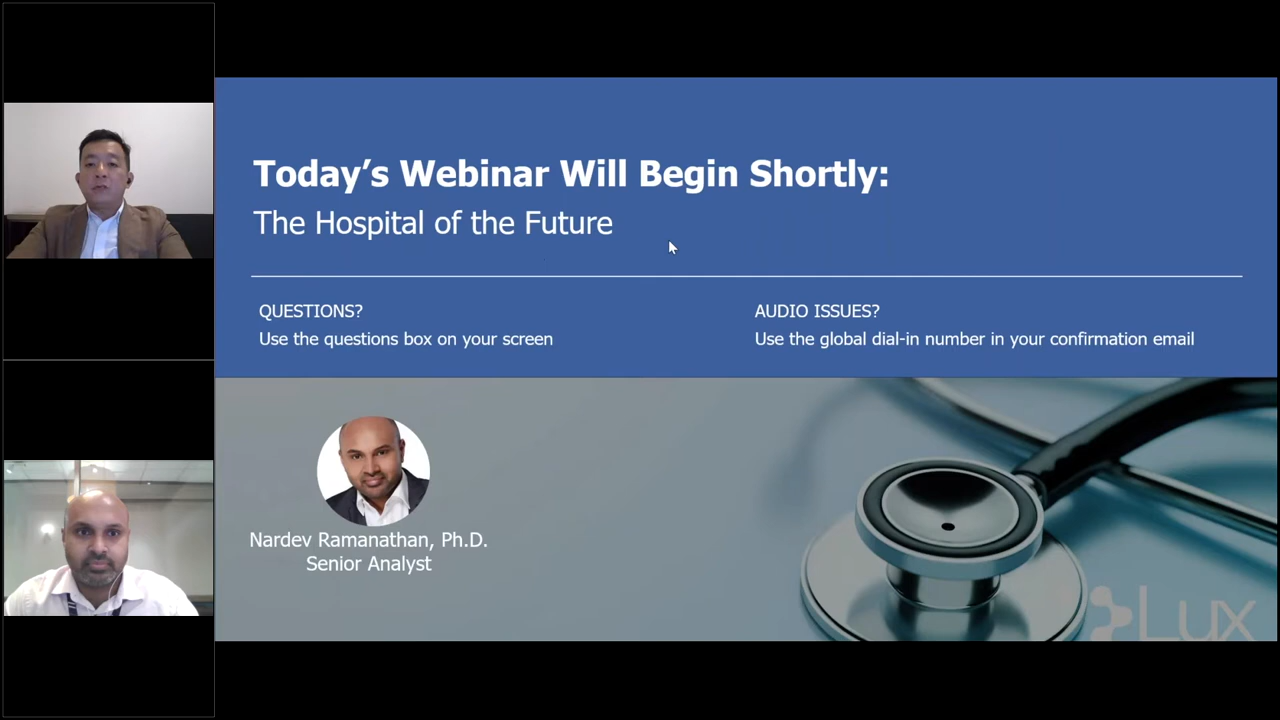 Today's Webinar Will Begin Shortly:
The Hospital of the Future
QUESTIONS?
Use the questions box on your screen
AUDIO ISSUES?
Use the global dial-in number in your confirmation email
Nardev Ramanathan, Ph.D.
Senior Analyst
Lux